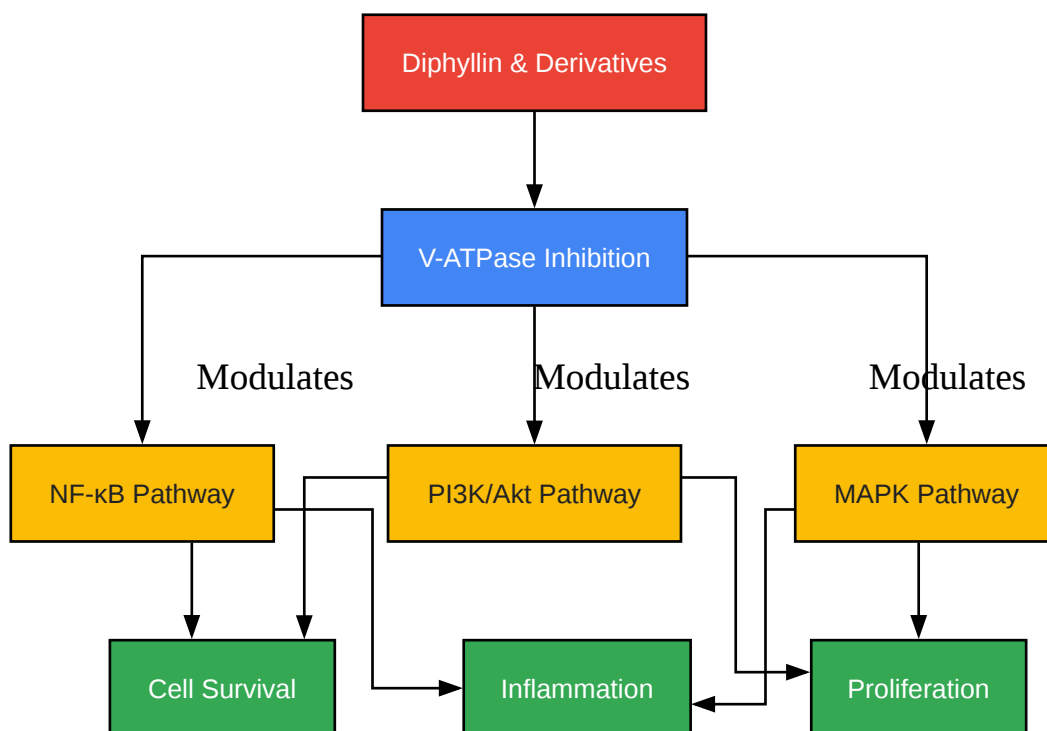 Diphyllin & Derivatives
V-ATPase Inhibition
Modulates
Modulates
Modulates
NF-κB Pathway
PI3K/Akt Pathway
MAPK Pathway
Cell Survival
Inflammation
Proliferation